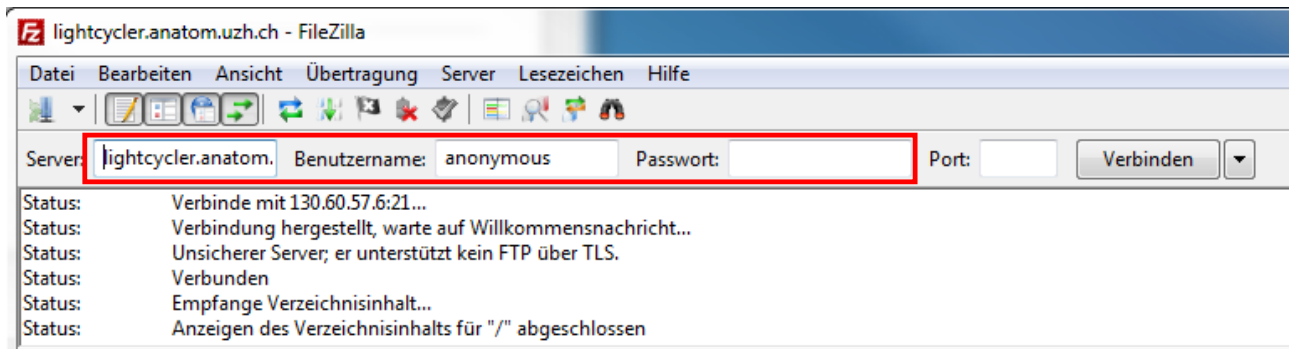 lightcycler.anatom.uzh.ch - FileZilla
Datei Bearbeiten Ansicht Übertragung Server Lesezeichen Hilfe
Server: lightcycler.anatom. Benutzername: anonymous Passwort: Port: Verbinden
Status: Verbinde mit 130.60.57.6:21...
Status: Verbindung hergestellt, warte auf Willkommensnachricht...
Status: Unsicherer Server; er unterstützt kein FTP über TLS.
Status: Verbunden
Status: Empfange Verzeichnisinhalt...
Status: Anzeigen des Verzeichnisinhalts für "/" abgeschlossen